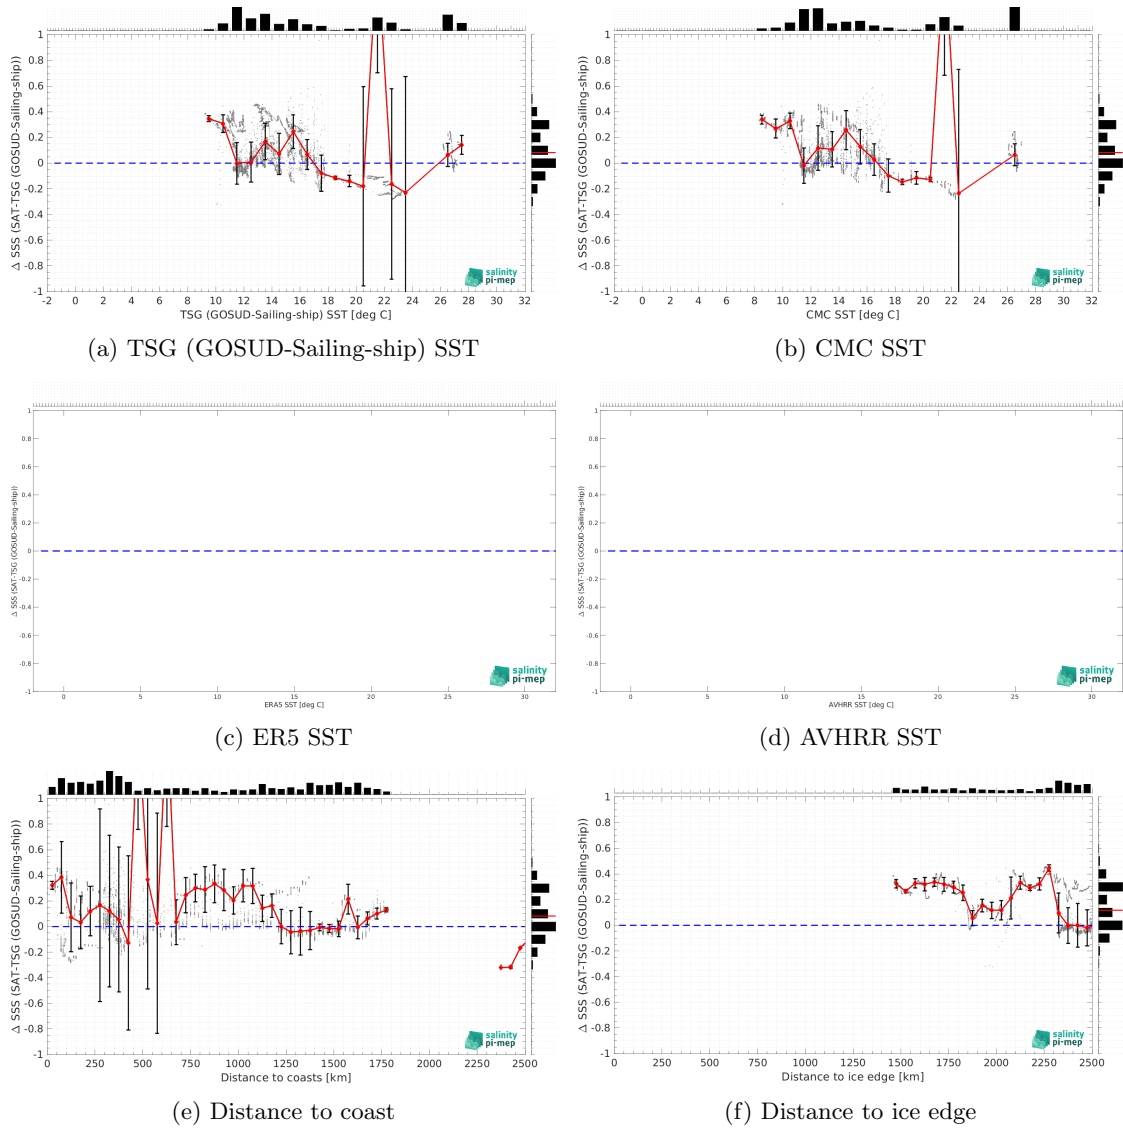 1
0.8
0.6
0.4
0.2
0
-0.2
-0.4
-0.6
-0.8
-1
Δ SSS (SAT-TSG (GOSUD-Sailing-ship))
salinity
pi-mep
-2 0 2 4 6 8 10 12 14 16 18 20 22 24 26 28 30 32
TSG (GOSUD-Sailing-ship) SST [deg C]
(a) TSG (GOSUD-Sailing-ship) SST
1
0.8
0.6
0.4
0.2
0
-0.2
-0.4
-0.6
-0.8
-1
Δ SSS (SAT-TSG (GOSUD-Sailing-ship))
salinity
pi-mep
-2 0 2 4 6 8 10 12 14 16 18 20 22 24 26 28 30 32
CMC SST [deg C]
(b) CMC SST
1
0.8
0.6
0.4
0.2
0
-0.2
-0.4
-0.6
-0.8
-1
Δ SSS (SAT-TSG (GOSUD-Sailing-ship))
salinity
pi-mep
0 5 10 15 20 25 30
ERA5 SST [deg C]
(c) ER5 SST
1
0.8
0.6
0.4
0.2
0
-0.2
-0.4
-0.6
-0.8
-1
Δ SSS (SAT-TSG (GOSUD-Sailing-ship))
salinity
pi-mep
0 5 10 15 20 25 30
AVHRR SST [deg C]
(d) AVHRR SST
1
0.8
0.6
0.4
0.2
0
-0.2
-0.4
-0.6
-0.8
-1
Δ SSS (SAT-TSG (GOSUD-Sailing-ship))
salinity
pi-mep
0 250 500 750 1000 1250 1500 1750 2000 2250 2500
Distance to coasts [km]
(e) Distance to coast
1
0.8
0.6
0.4
0.2
0
-0.2
-0.4
-0.6
-0.8
-1
Δ SSS (SAT-TSG (GOSUD-Sailing-ship))
salinity
pi-mep
0 250 500 750 1000 1250 1500 1750 2000 2250 2500
Distance to ice edge [km]
(f) Distance to ice edge